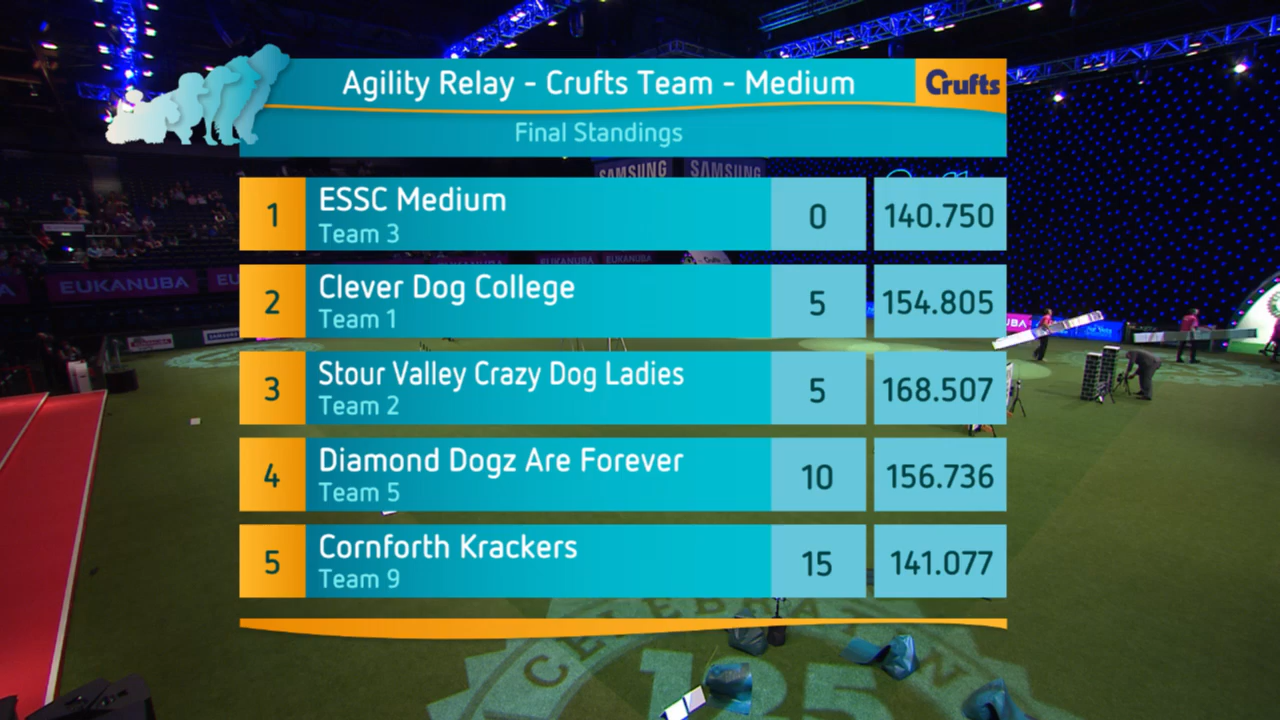 Agility Relay - Crufts Team - Medium
Crufts
Final Standings
SAMSUNG SAMSUNG
1 ESSC Medium 0 140.750
Team 3
EUKANUBA EUKANUBA
EUKANUBA
2 Clever Dog College 5 154.805
Team 1
3 Stour Valley Crazy Dog Ladies 5 168.507
Team 2
4 Diamond Dogz Are Forever 10 156.736
Team 5
5 Cornforth Krackers 15 141.077
Team 9
125